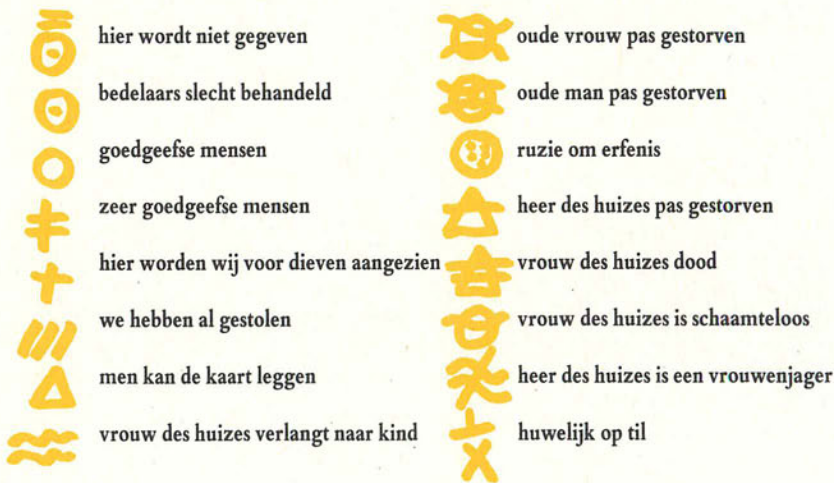 hier wordt niet gegeven
bedelaars slecht behandeld
goedgeefse mensen
zeer goedgeefse mensen
hier worden wij voor dieven aangezien
we hebben al gestolen
men kan de kaart leggen
vrouw des huizes verlangt naar kind
oude vrouw pas gestorven
oude man pas gestorven
ruzie om erfenis
heer des huizes pas gestorven
vrouw des huizes dood
vrouw des huizes is schaamteloos
heer des huizes is een vrouwenjager
huwelijk op til